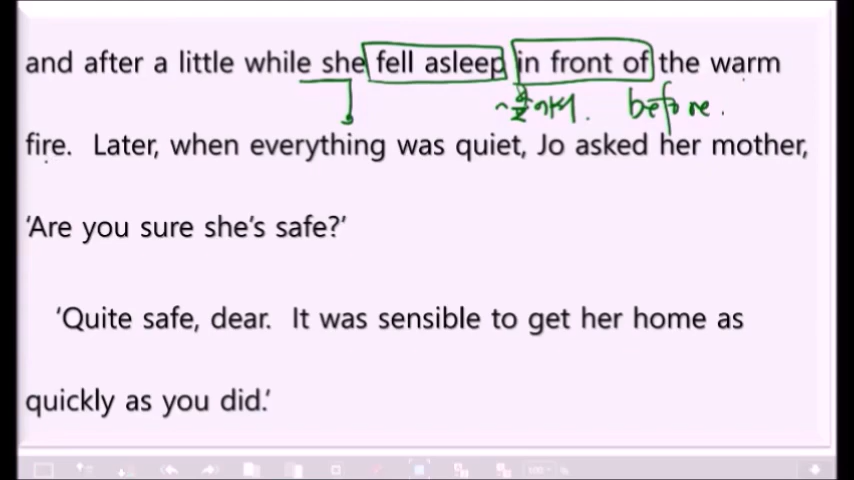 and after a little while she fell asleep in front of the warm
~앞에서. before.
fire. Later, when everything was quiet, Jo asked her mother,
'Are you sure she's safe?'
'Quite safe, dear. It was sensible to get her home as
quickly as you did.'